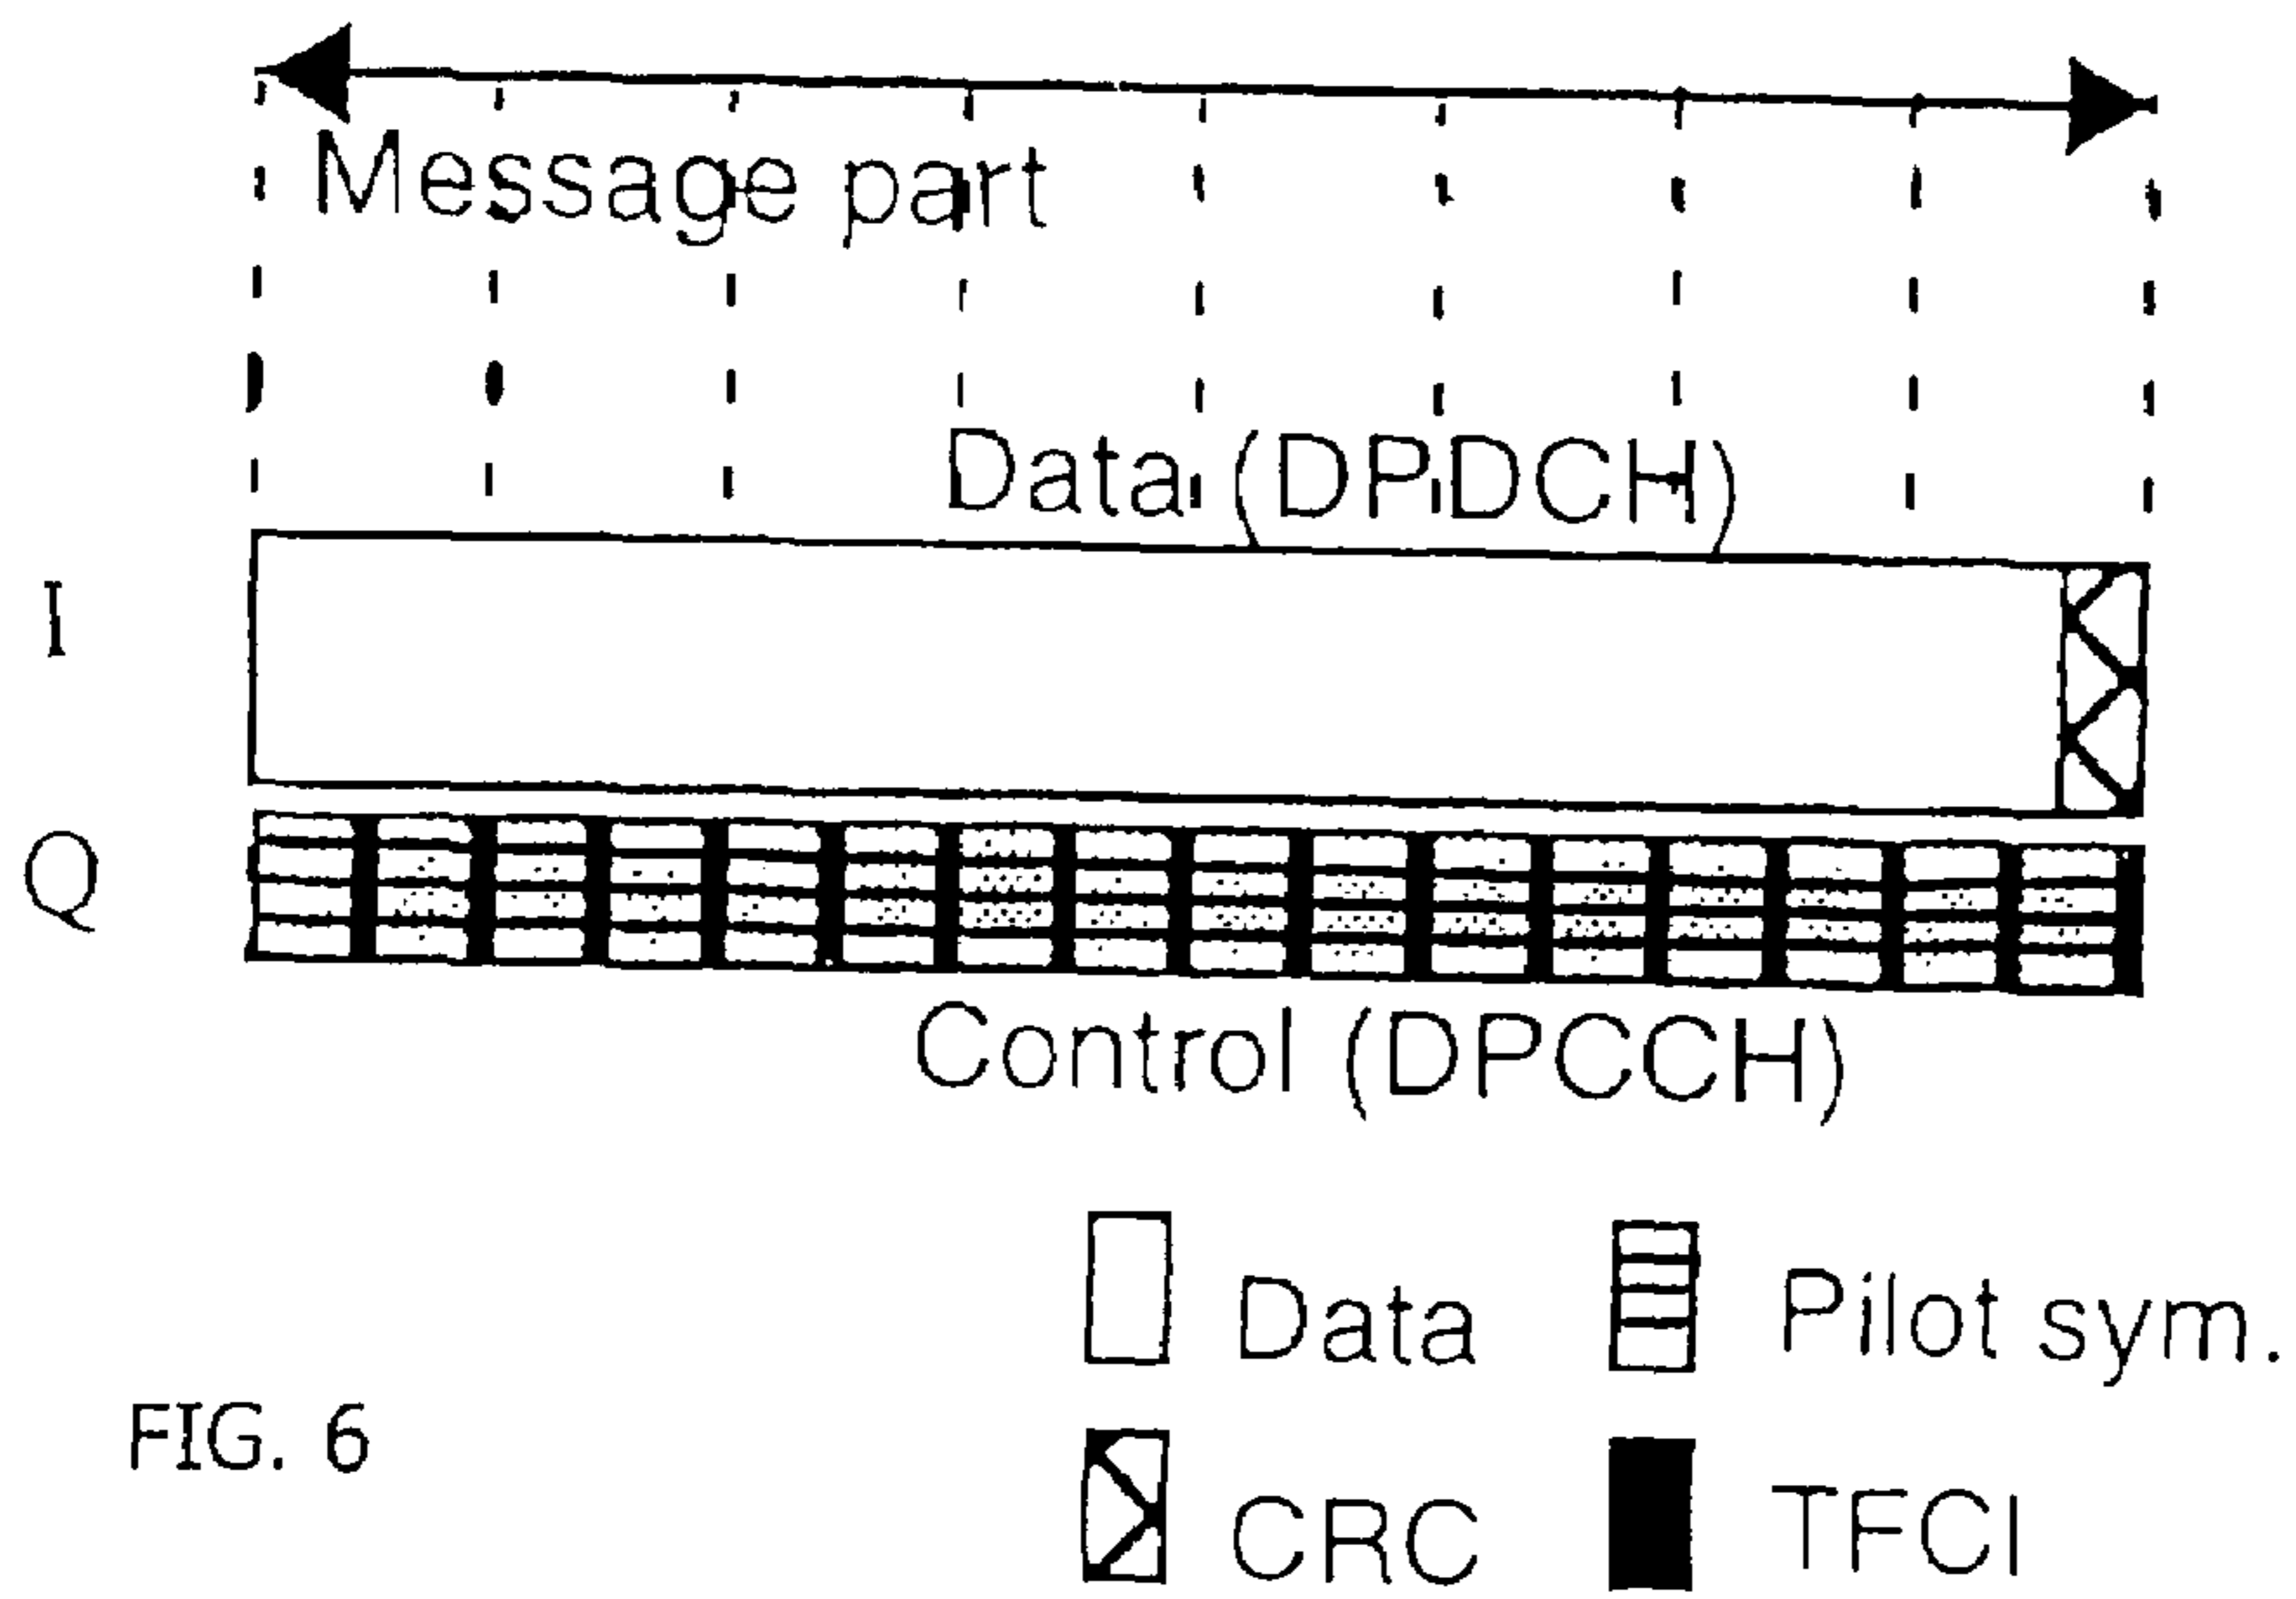 Message part
Data (DPDCH)
I
Q
Control (DPCCH)
Data
Pilot sym.
CRC
TFCI
FIG. 6